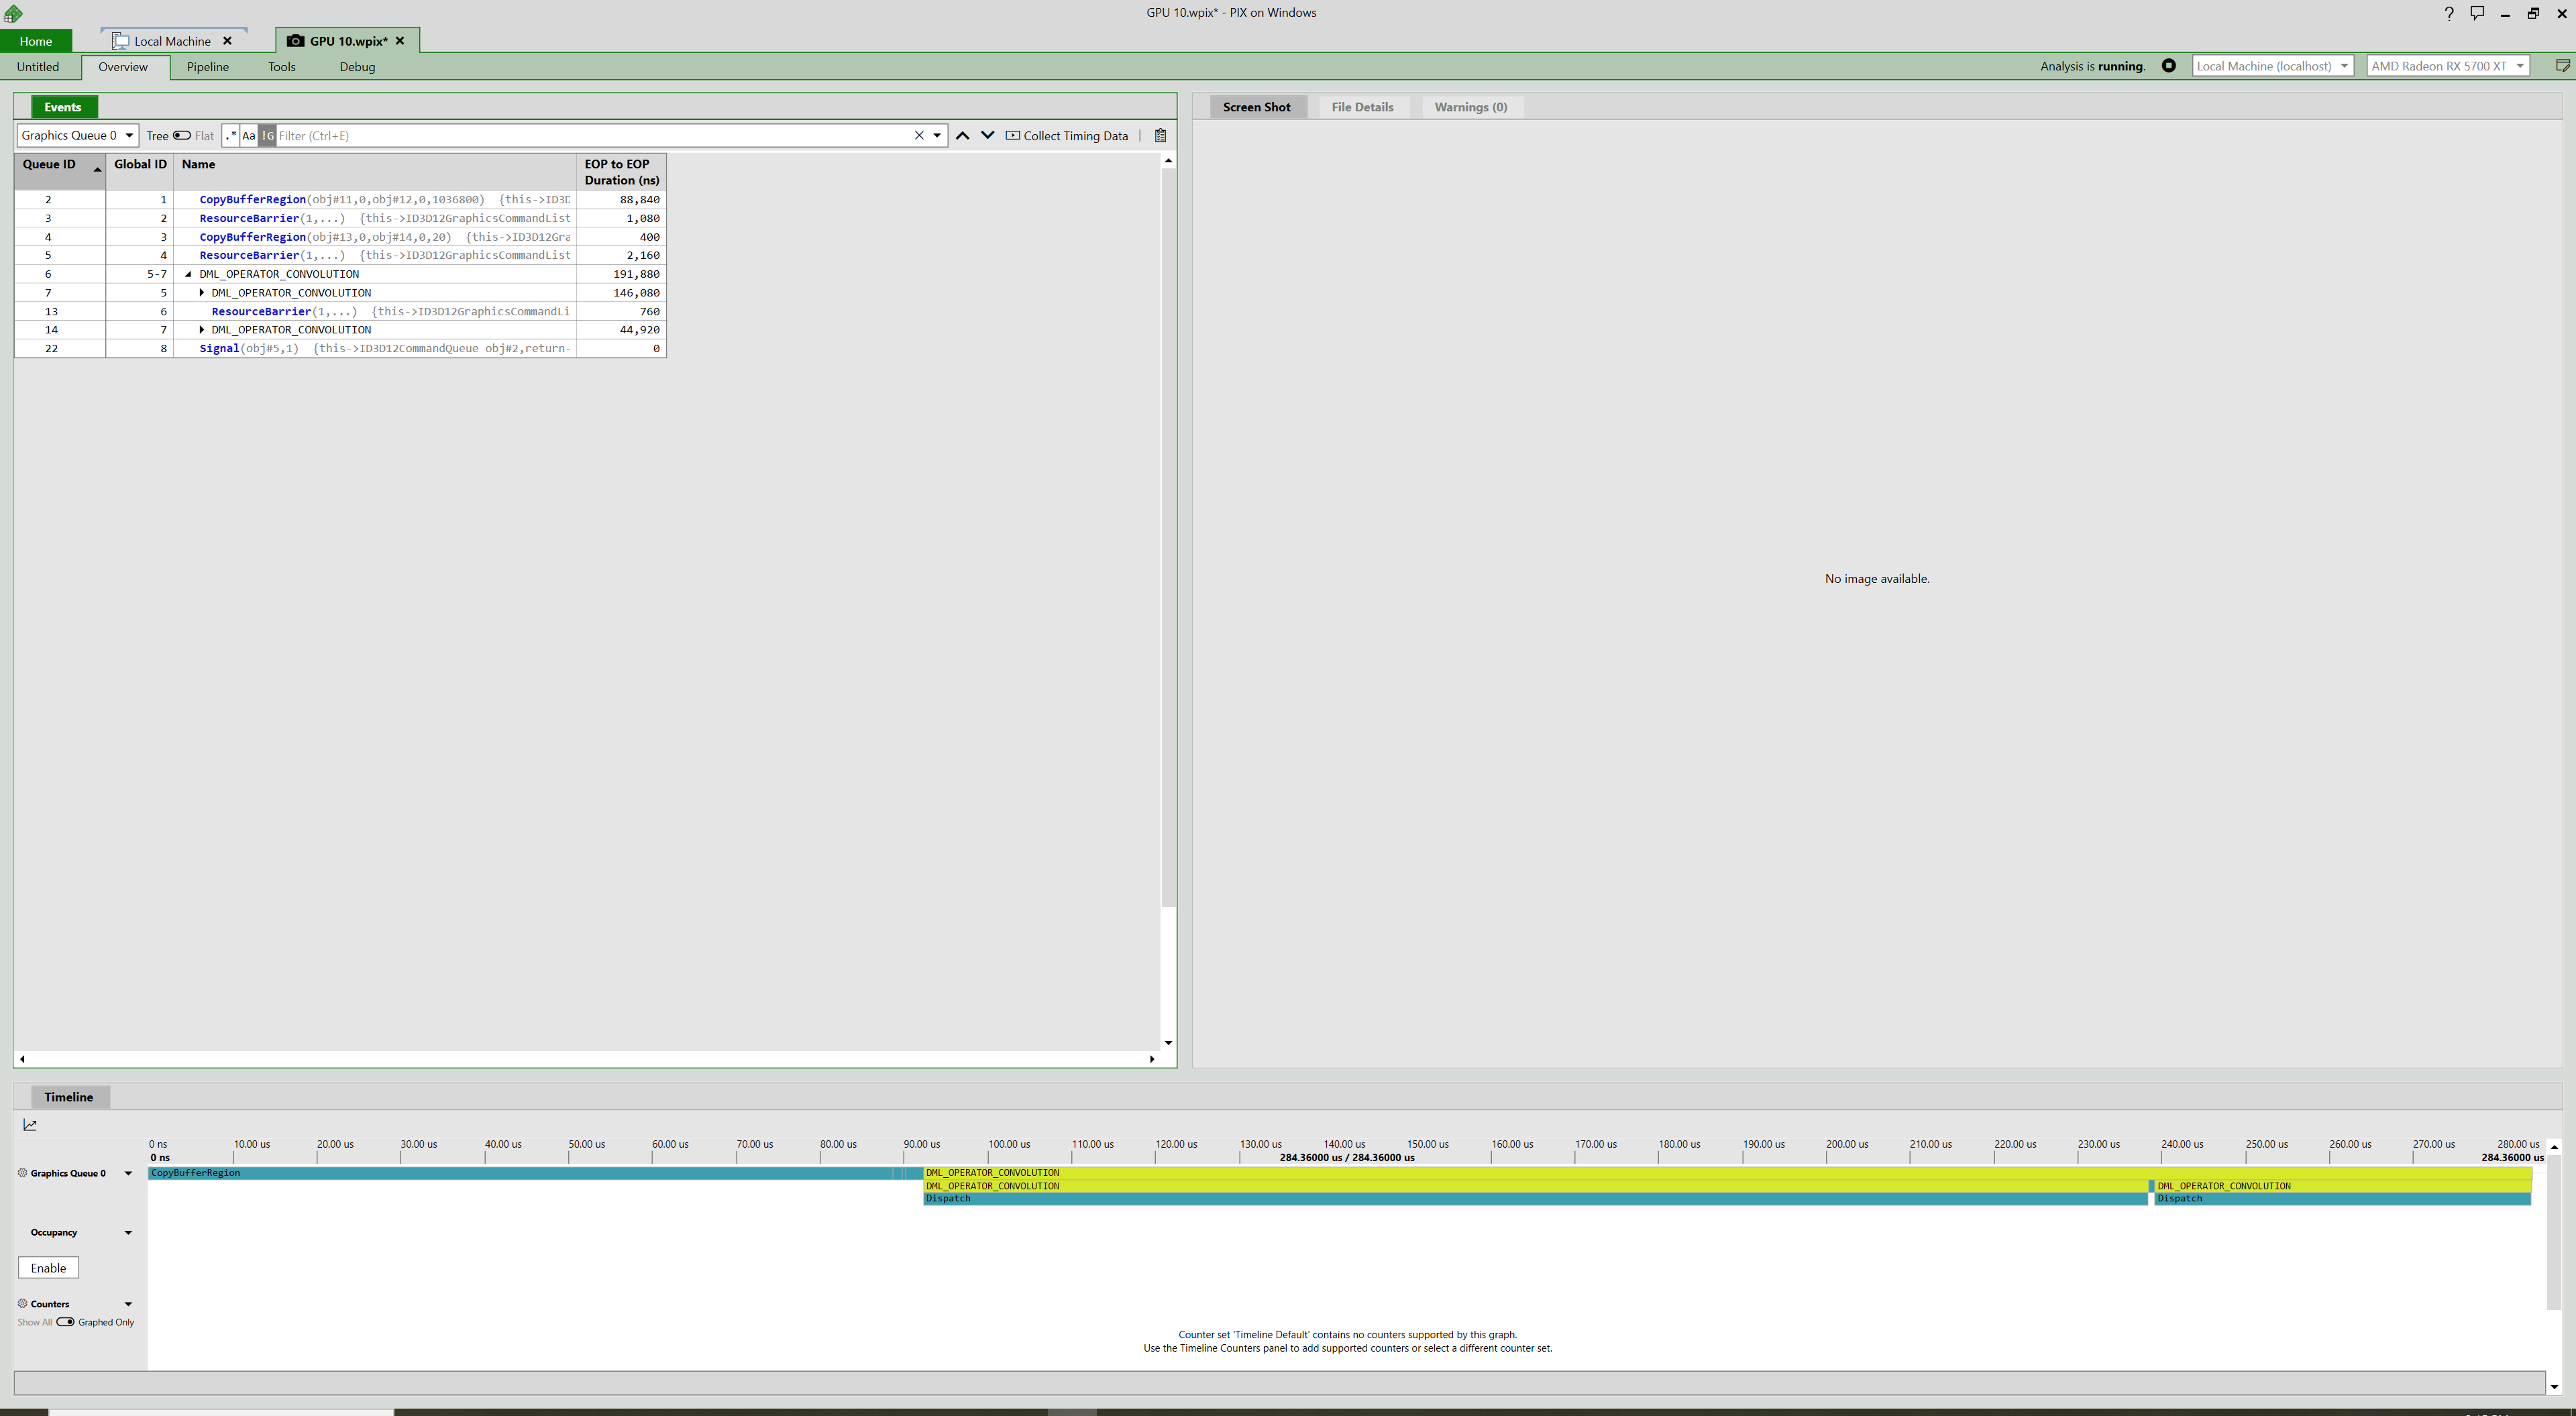 GPU 10.wpix* - PIX on Windows
Home
Local Machine
GPU 10.wpix*
Untitled Overview Pipeline Tools Debug
Analysis is running. Local Machine (localhost) AMD Radeon RX 5700 XT
Events
Graphics Queue 0 Tree Flat .* Aa !G Filter (Ctrl+E) Collect Timing Data
Queue ID Global ID Name EOP to EOP Duration (ns)
2 1 CopyBufferRegion(obj#11,0,obj#12,0,1036800) {this->ID3D 88,840
3 2 ResourceBarrier(1,...) {this->ID3D12GraphicsCommandList 1,080
4 3 CopyBufferRegion(obj#13,0,obj#14,0,20) {this->ID3D12Gra 400
5 4 ResourceBarrier(1,...) {this->ID3D12GraphicsCommandList 2,160
6 5-7 DML_OPERATOR_CONVOLUTION 191,880
7 5 DML_OPERATOR_CONVOLUTION 146,080
13 6 ResourceBarrier(1,...) {this->ID3D12GraphicsCommandLi 760
14 7 DML_OPERATOR_CONVOLUTION 44,920
22 8 Signal(obj#5,1) {this->ID3D12CommandQueue obj#2,return- 0
Screen Shot File Details Warnings (0)
No image available.
Timeline
0 ns 10.00 us 20.00 us 30.00 us 40.00 us 50.00 us 60.00 us 70.00 us 80.00 us 90.00 us 100.00 us 110.00 us 120.00 us 130.00 us 140.00 us 150.00 us 160.00 us 170.00 us 180.00 us 190.00 us 200.00 us 210.00 us 220.00 us 230.00 us 240.00 us 250.00 us 260.00 us 270.00 us 280.00 us
0 ns 284.36000 us / 284.36000 us 284.36000 us
Graphics Queue 0 CopyBufferRegion DML_OPERATOR_CONVOLUTION
DML_OPERATOR_CONVOLUTION DML_OPERATOR_CONVOLUTION
Dispatch Dispatch
Occupancy
Enable
Counters
Show All Graphed Only
Counter set 'Timeline Default' contains no counters supported by this graph.
Use the Timeline Counters panel to add supported counters or select a different counter set.